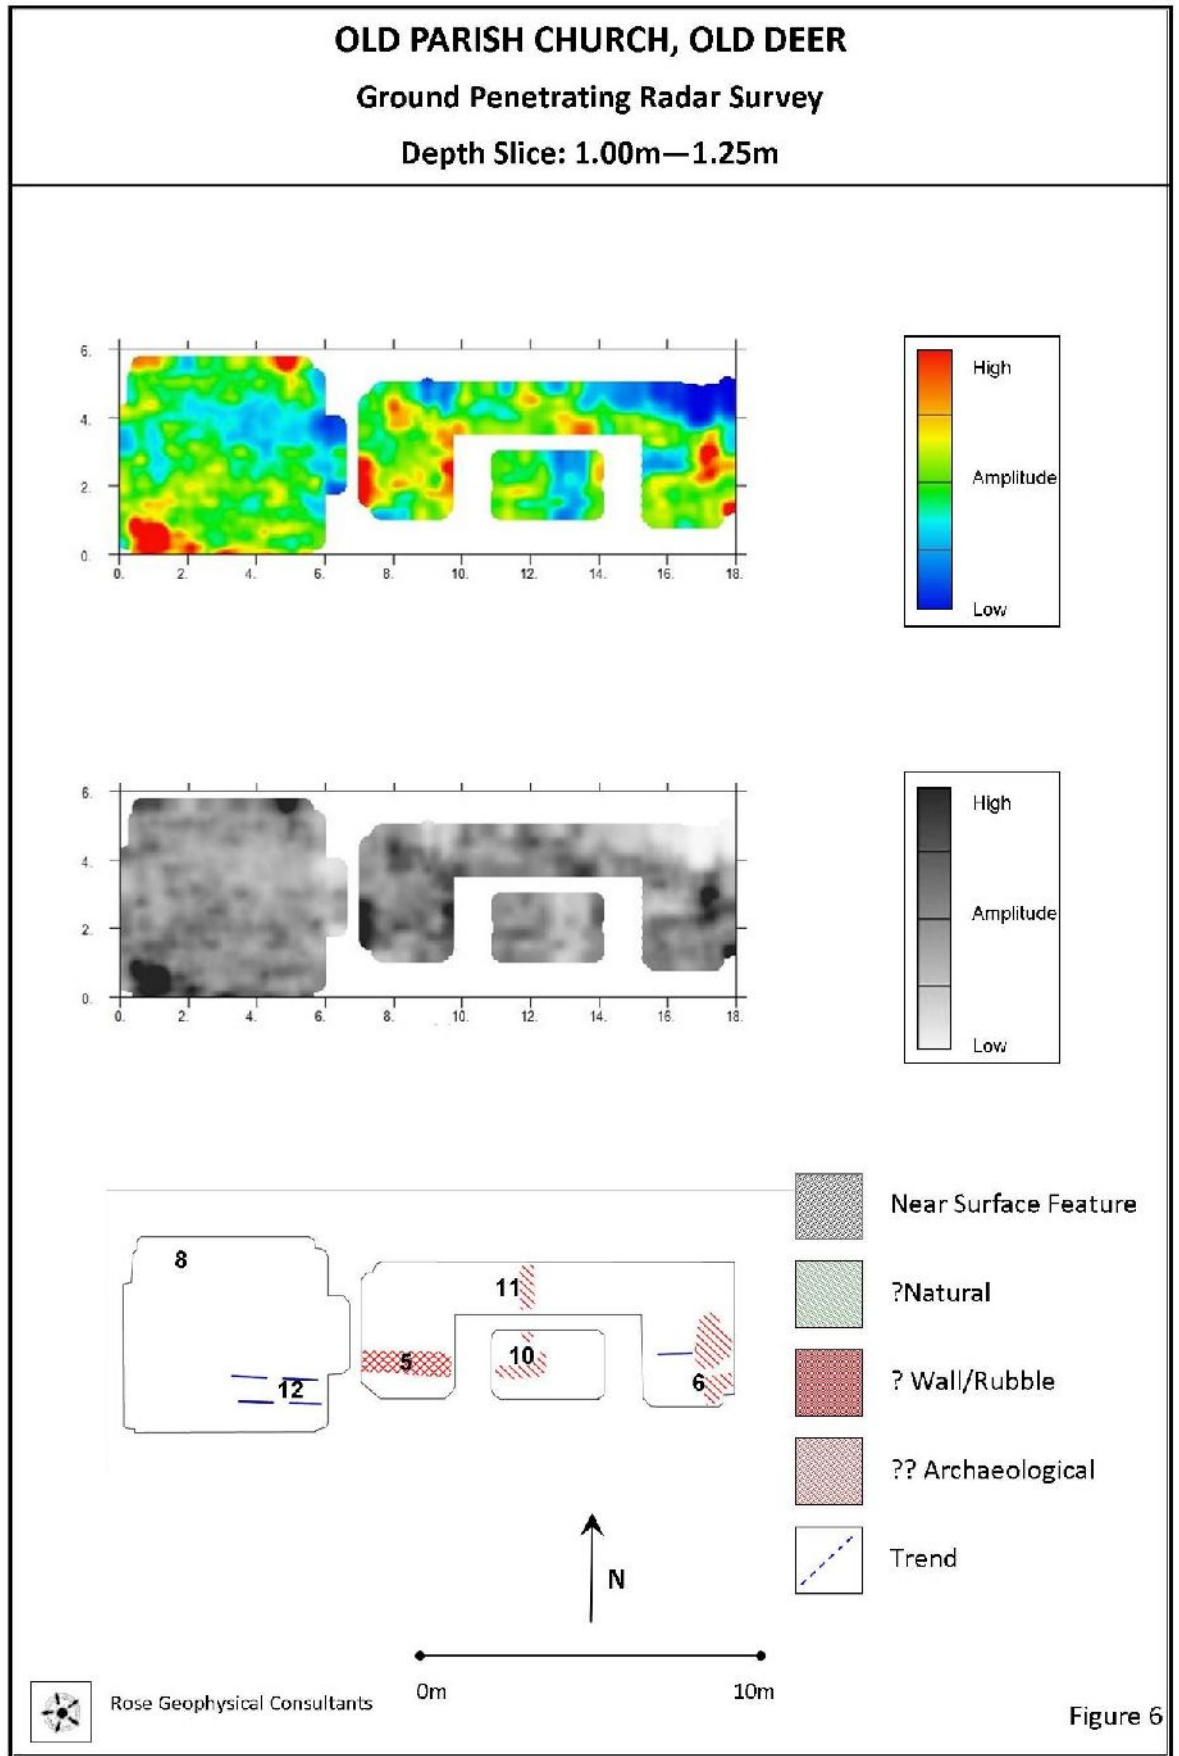 OLD PARISH CHURCH, OLD DEER
Ground Penetrating Radar Survey
Depth Slice: 1.00m—1.25m
6.
4.
2.
0.
0. 2. 4. 6. 8. 10. 12. 14. 16. 18.
High
Amplitude
Low
6.
4.
2.
0.
0. 2. 4. 6. 8. 10. 12. 14. 16. 18.
High
Amplitude
Low
8
11
5
10
12
6
Near Surface Feature
?Natural
? Wall/Rubble
?? Archaeological
Trend
N
0m 10m
Rose Geophysical Consultants
Figure 6